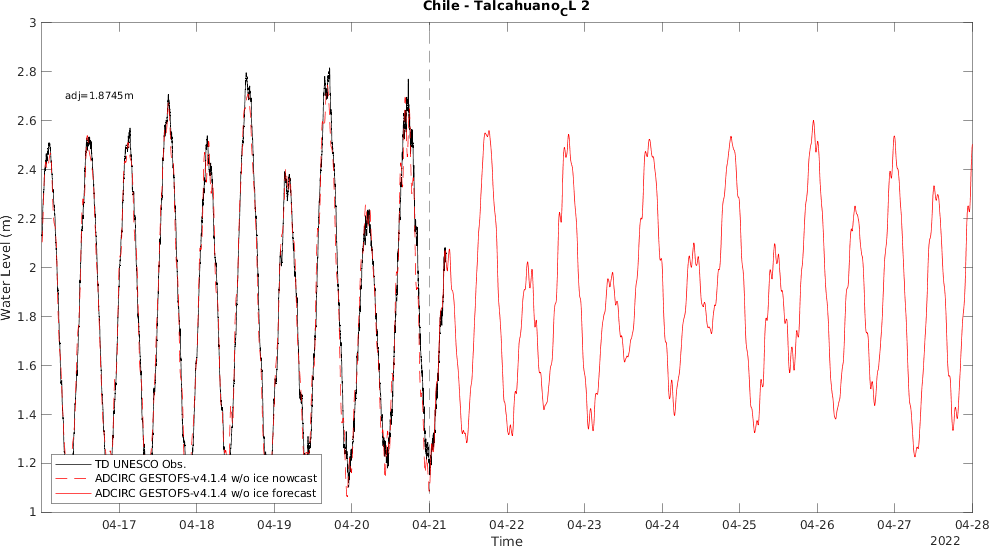 Chile - TalcahuanoCL 2
3
2.8
2.6
2.4
2.2
2
1.8
1.6
1.4
1.2
1
Water Level (m)
adj=1.8745m
TD UNESCO Obs.
ADCIRC GESTOFS-v4.1.4 w/o ice nowcast
ADCIRC GESTOFS-v4.1.4 w/o ice forecast
04-17 04-18 04-19 04-20 04-21 04-22 04-23 04-24 04-25 04-26 04-27 04-28
Time
2022